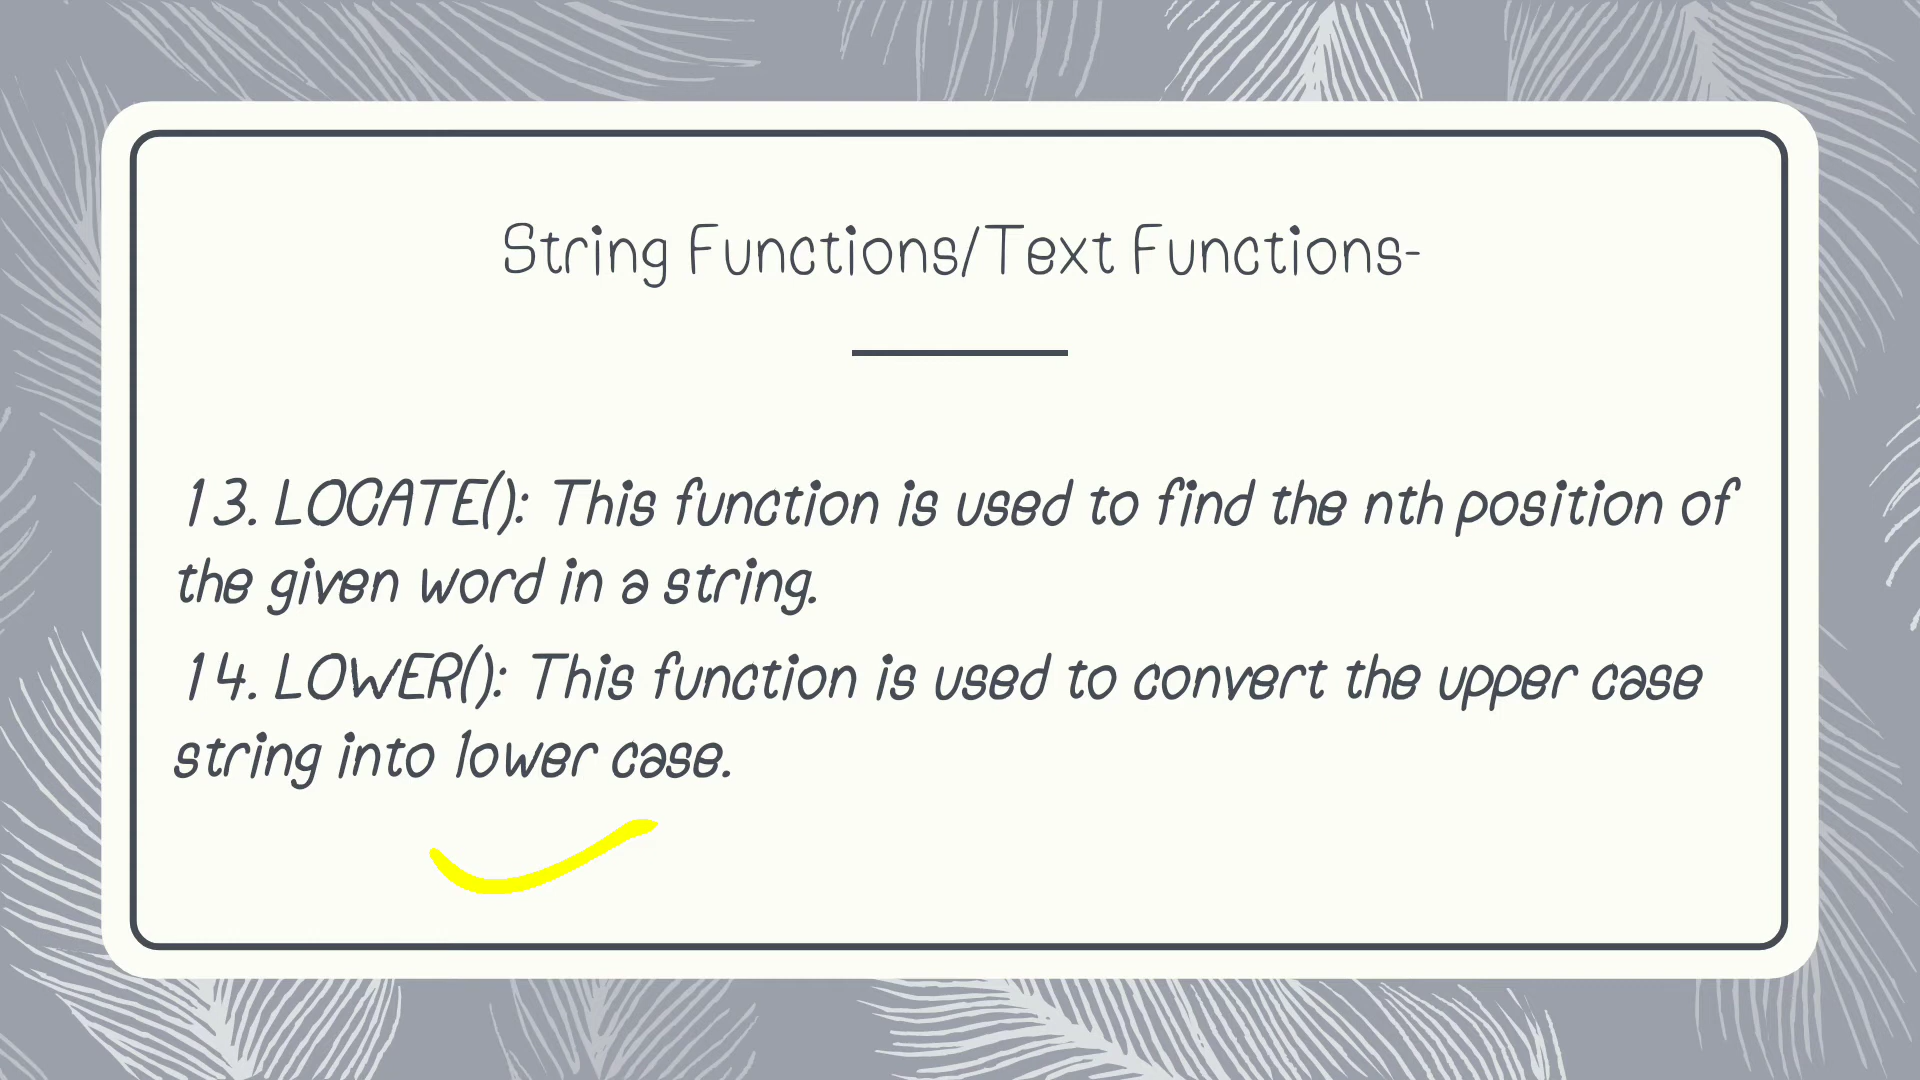 String Functions/Text Functions-
13. LOCATE(): This function is used to find the nth position of
the given word in a string.
14. LOWER(): This function is used to convert the upper case
string into lower case.